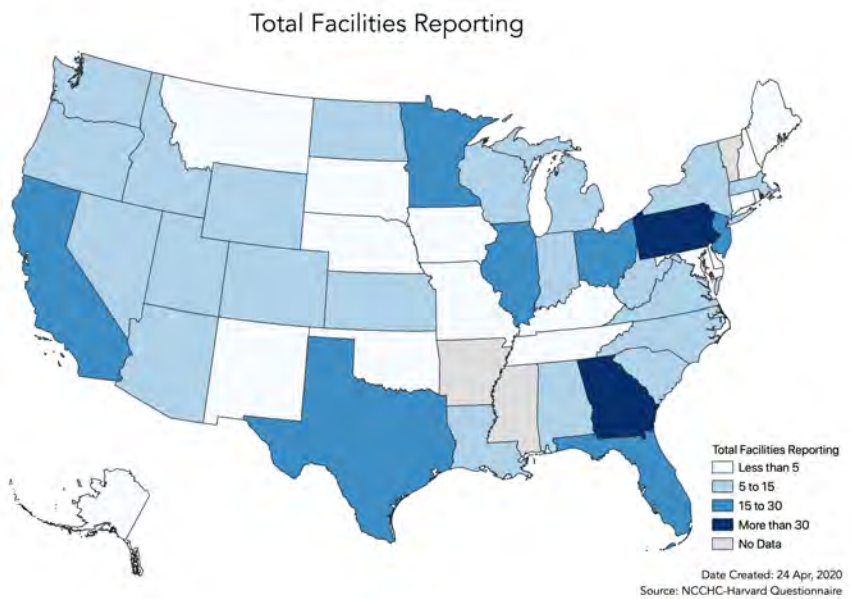 Total Facilities Reporting
Total Facilities Reporting
Less than 5
5 to 15
15 to 30
More than 30
No Data
Date Created: 24 Apr, 2020
Source: NCCHC-Harvard Questionnaire